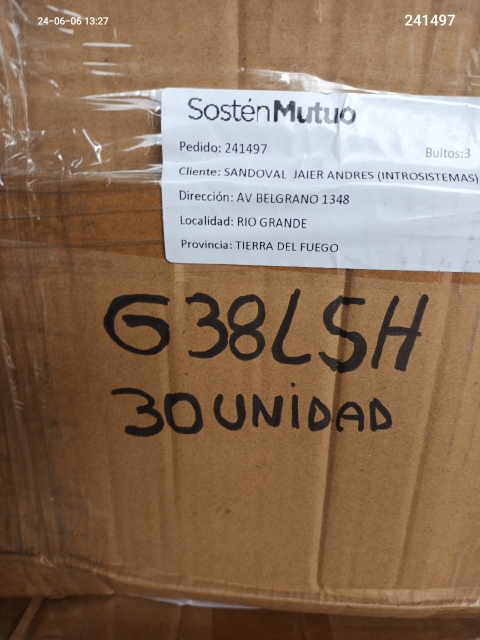 24-06-06 13:27
241497
SosténMutuo
Pedido: 241497
Bultos:3
Cliente: SANDOVAL JAIER ANDRES (INTROSISTEMAS)
Dirección: AV BELGRANO 1348
Localidad: RIO GRANDE
Provincia: TIERRA DEL FUEGO
G38LSH
30 UNIDAD